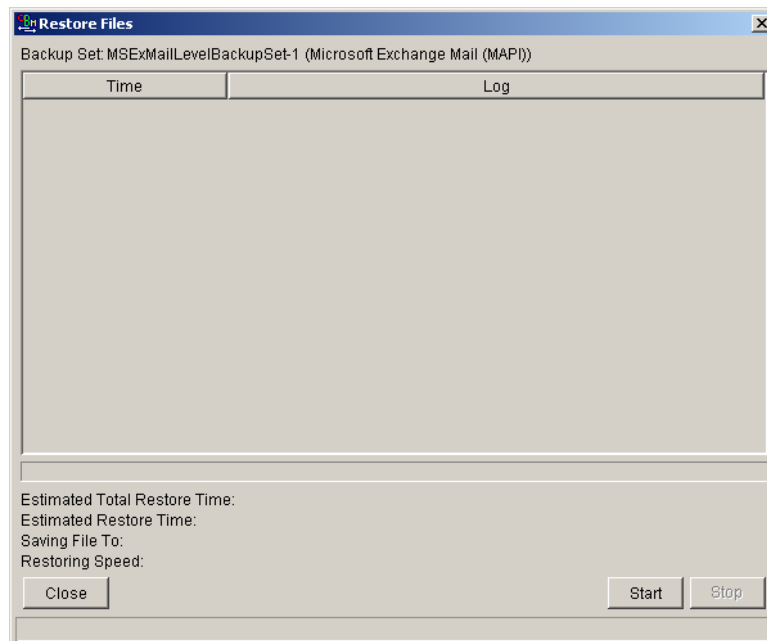 Restore Files
Backup Set: MSExMailLevelBackupSet-1 (Microsoft Exchange Mail (MAPI))
Time Log
Estimated Total Restore Time:
Estimated Restore Time:
Saving File To:
Restoring Speed:
Close Start Stop